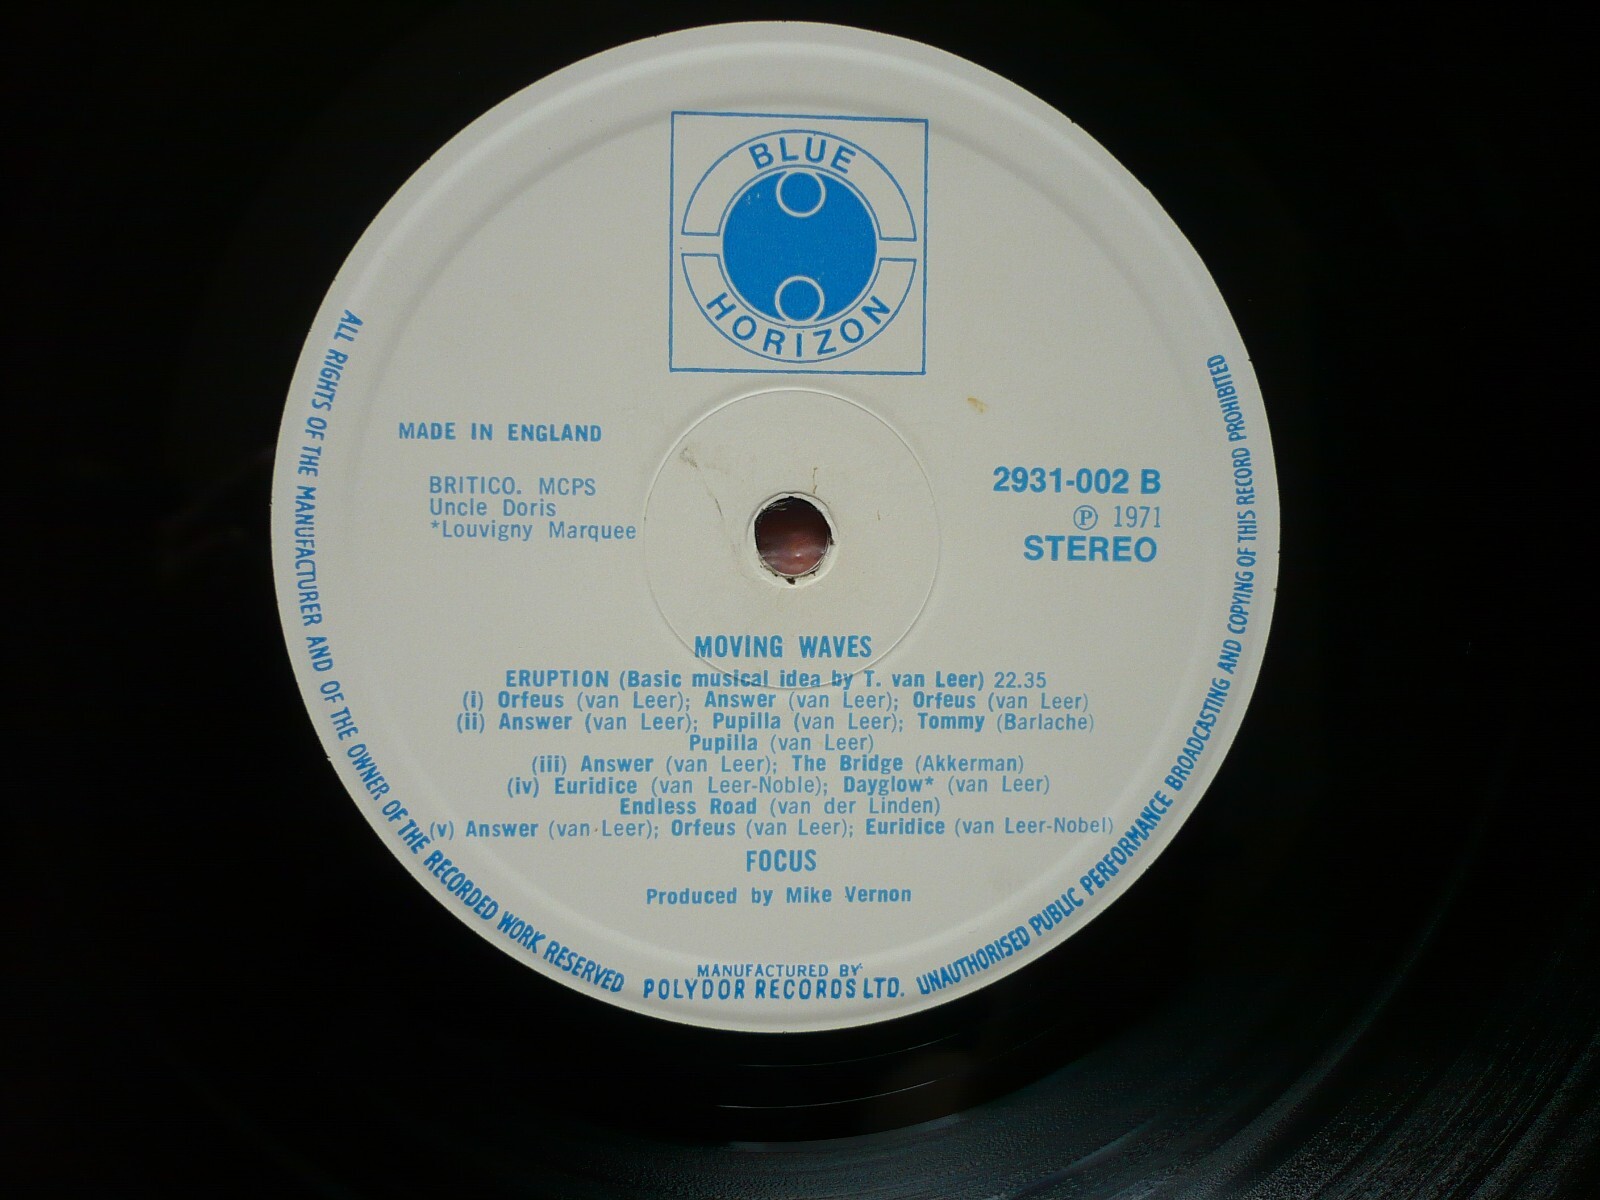 BLUE
HORIZON
MADE IN ENGLAND
BRITICO. MCPS
Uncle Doris
*Louvigny Marquee
2931-002 B
Ⓟ 1971
STEREO
MOVING WAVES
ERUPTION (Basic musical idea by T. van Leer) 22.35
(i) Orfeus (van Leer); Answer (van Leer); Orfeus (van Leer)
(ii) Answer (van Leer); Pupilla (van Leer); Tommy (Barlache)
Pupilla (van Leer)
(iii) Answer (van Leer); The Bridge (Akkerman)
(iv) Euridice (van Leer-Noble); Dayglow* (van Leer)
Endless Road (van der Linden)
(v) Answer (van Leer); Orfeus (van Leer); Euridice (van Leer-Nobel)
FOCUS
Produced by Mike Vernon
MANUFACTURED BY
POLYDOR RECORDS LTD.
ALL RIGHTS OF THE MANUFACTURER AND OF THE OWNER OF THE RECORDED WORK RESERVED
UNAUTHORISED PUBLIC PERFORMANCE BROADCASTING AND COPYING OF THIS RECORD PROHIBITED